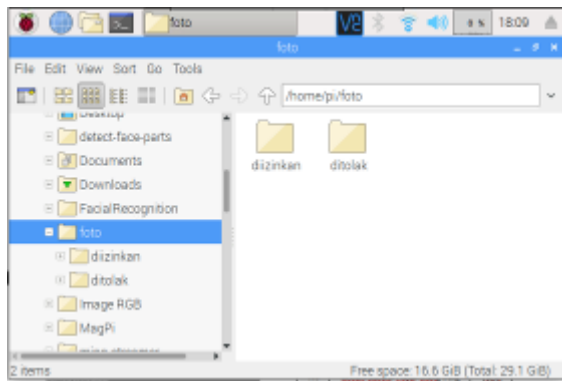 foto
0 %
18:09
foto
File Edit View Sort Go Tools
/home/pi/foto
Desktop
detect-face-parts
Documents
Downloads
FacialRecognition
foto
diizinkan
ditolak
Image RGB
MagPi
diizinkan
ditolak
2 items
Free space: 16.6 GiB (Total: 29.1 GiB)